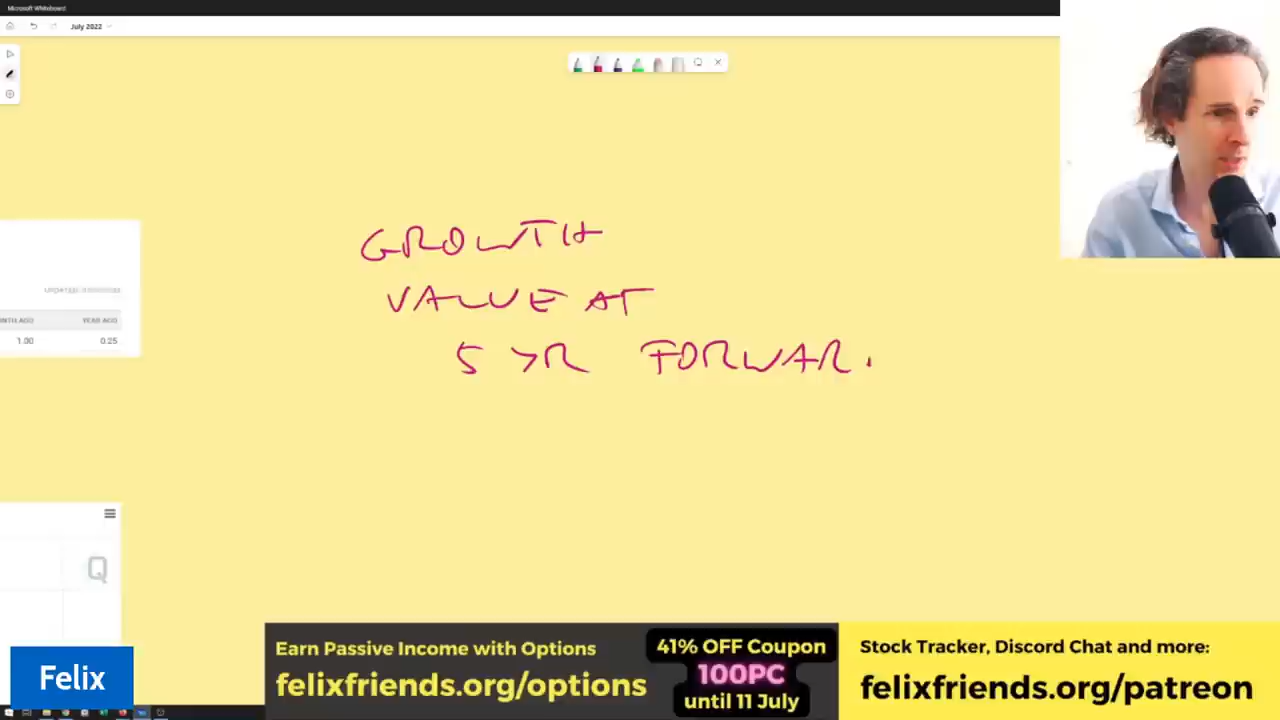 Microsoft Whiteboard
July 2022
GROWTH
VALUE AT
5 YR FORWAR.
YEAR AGO
1.00 0.25
Q
Felix
Earn Passive Income with Options
felixfriends.org/options
41% OFF Coupon
100PC
until 11 July
Stock Tracker, Discord Chat and more:
felixfriends.org/patreon